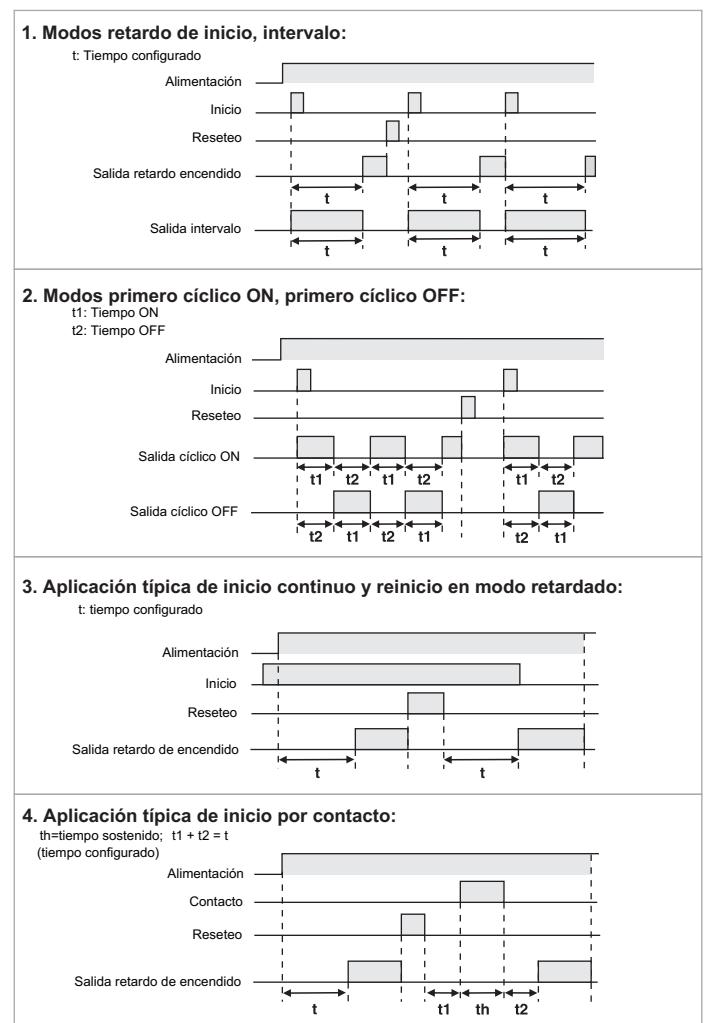 1. Modos retardo de inicio, intervalo:
t: Tiempo configurado
Alimentación
Inicio
Reseteo
Salida retardo encendido
t t t
Salida intervalo
t t t
2. Modos primero cíclico ON, primero cíclico OFF:
t1: Tiempo ON
t2: Tiempo OFF
Alimentación
Inicio
Reseteo
Salida cíclico ON
t1 t2 t1 t2 t1 t2
Salida cíclico OFF
t2 t1 t2 t1 t2 t1
3. Aplicación típica de inicio continuo y reinicio en modo retardado:
t: tiempo configurado
Alimentación
Inicio
Reseteo
Salida retardo de encendido
t t
4. Aplicación típica de inicio por contacto:
th=tiempo sostenido; t1 + t2 = t
(tiempo configurado)
Alimentación
Contacto
Reseteo
Salida retardo de encendido
t t1 th t2